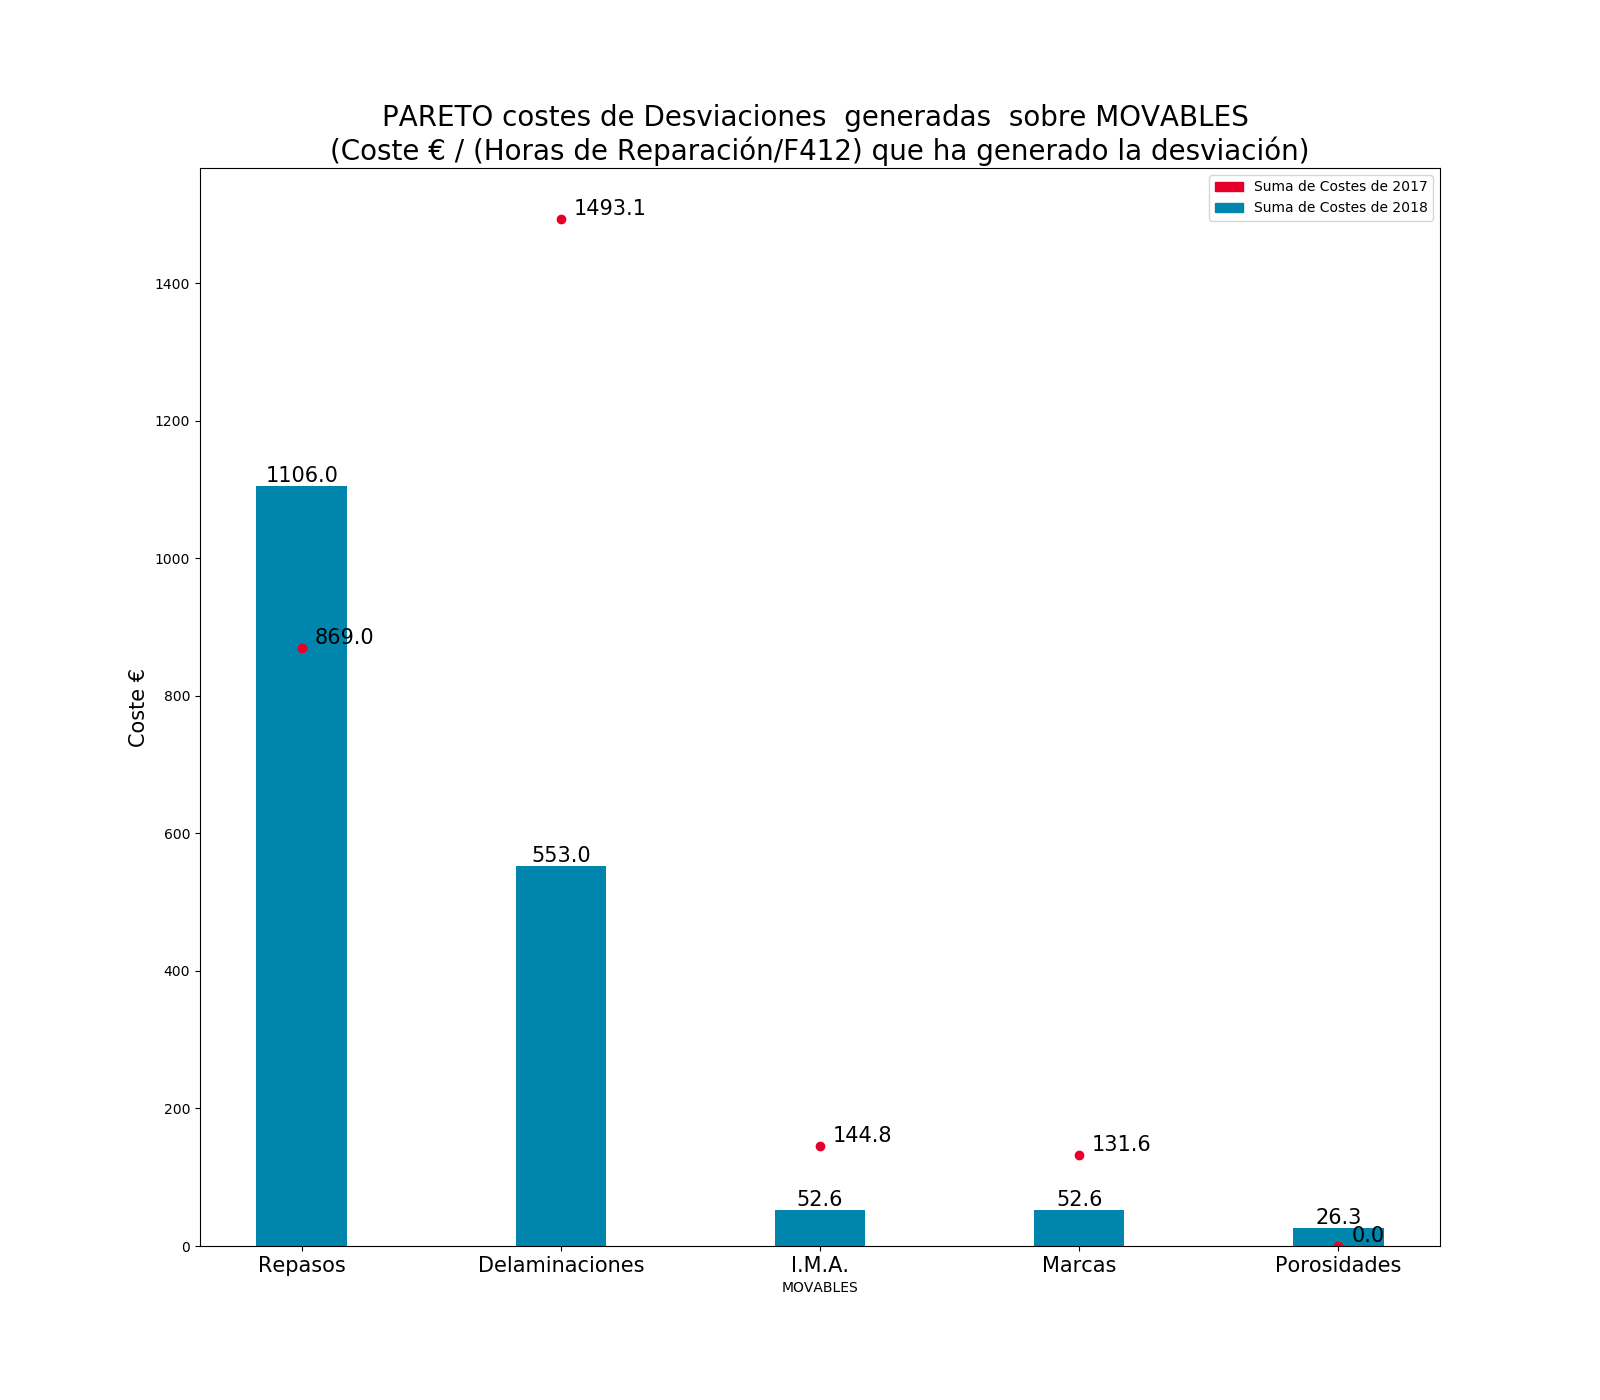 PARETO costes de Desviaciones  generadas  sobre MOVABLES
(Coste € / (Horas de Reparación/F412) que ha generado la desviación)
Suma de Costes de 2017
Suma de Costes de 2018
1493.1
1400
1200
1106.0
1000
869.0
800
Coste €
600
553.0
400
200
144.8
131.6
52.6
52.6
26.3
0.0
0
Repasos
Delaminaciones
I.M.A.
Marcas
Porosidades
MOVABLES